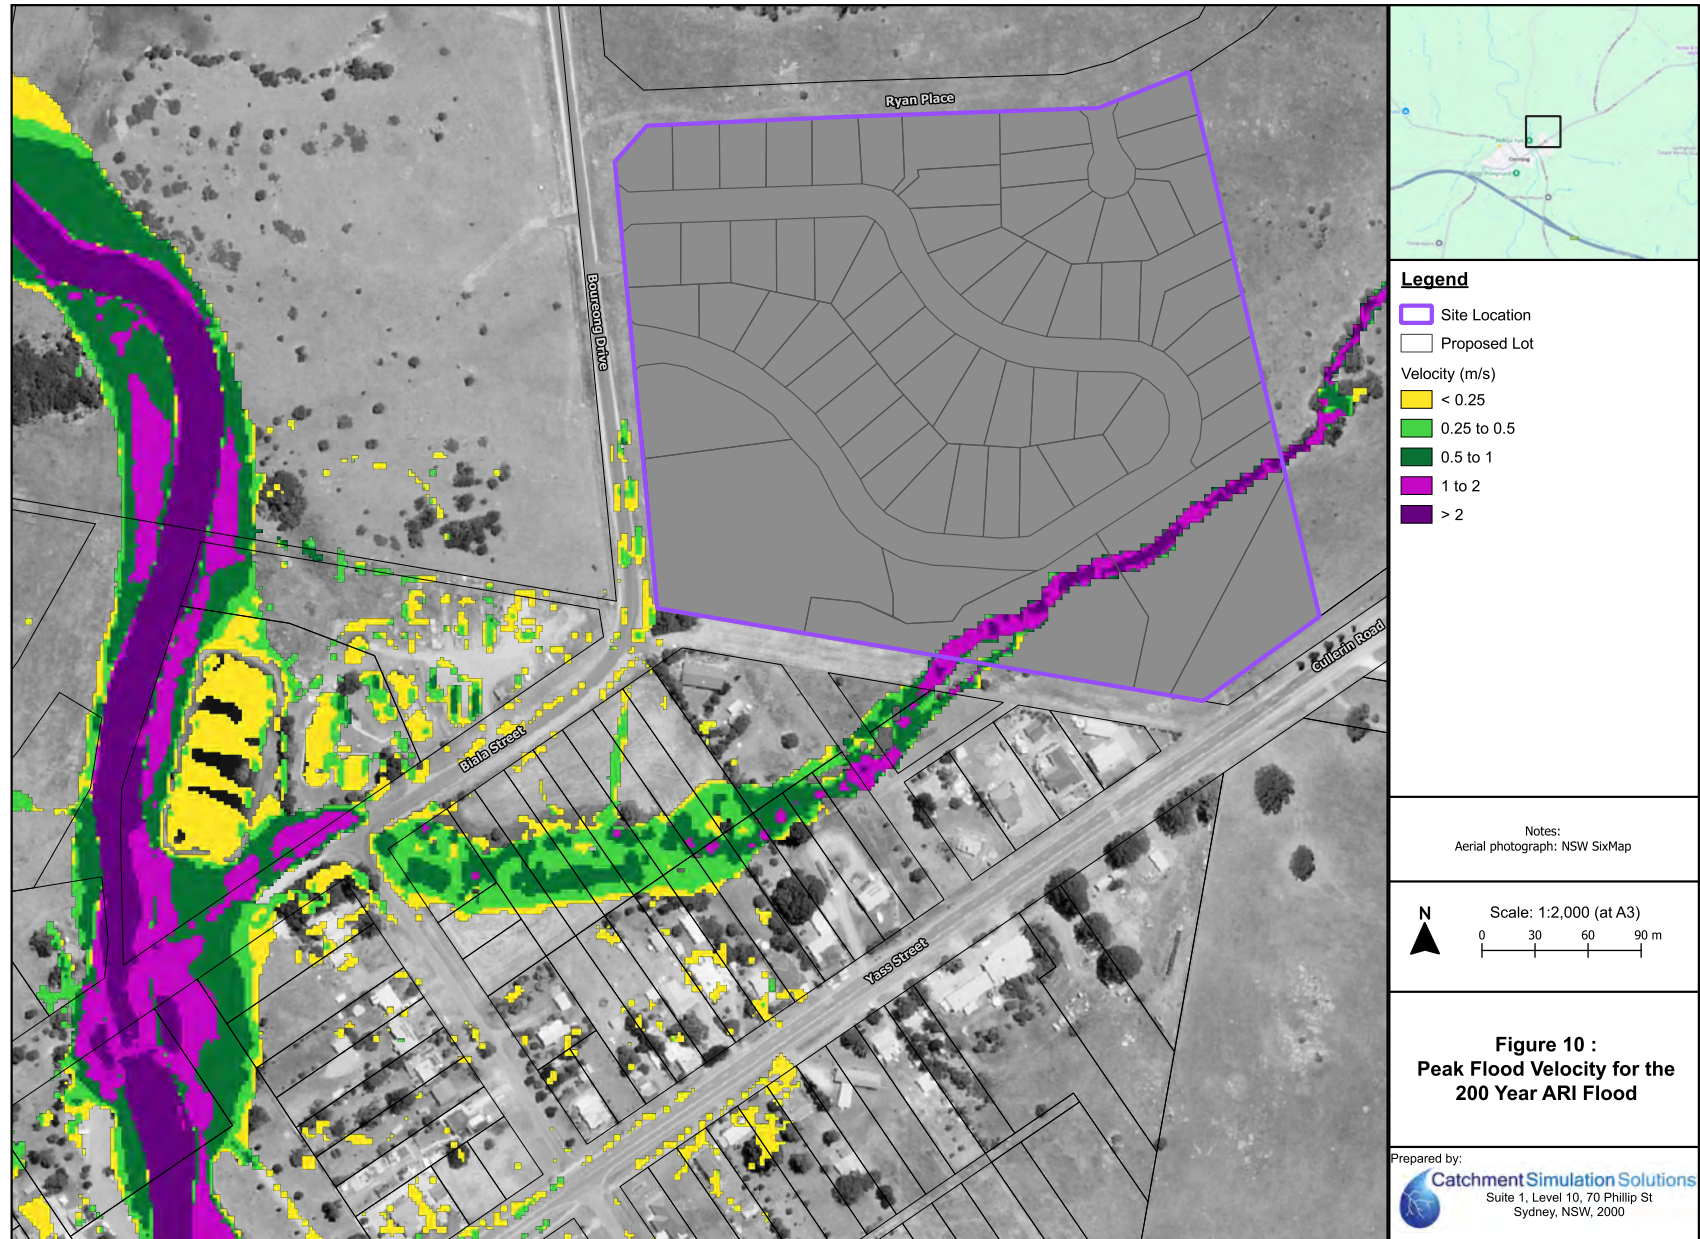 Ryan Place
Boureong Drive
Biala Street
Yass Street
Cullerin Road
Legend
Site Location
Proposed Lot
Velocity (m/s)
< 0.25
0.25 to 0.5
0.5 to 1
1 to 2
> 2
Notes:
Aerial photograph: NSW SixMap
N
Scale: 1:2,000 (at A3)
0 30 60 90 m
Figure 10 :
Peak Flood Velocity for the
200 Year ARI Flood
Prepared by:
Catchment Simulation Solutions
Suite 1, Level 10, 70 Phillip St
Sydney, NSW, 2000